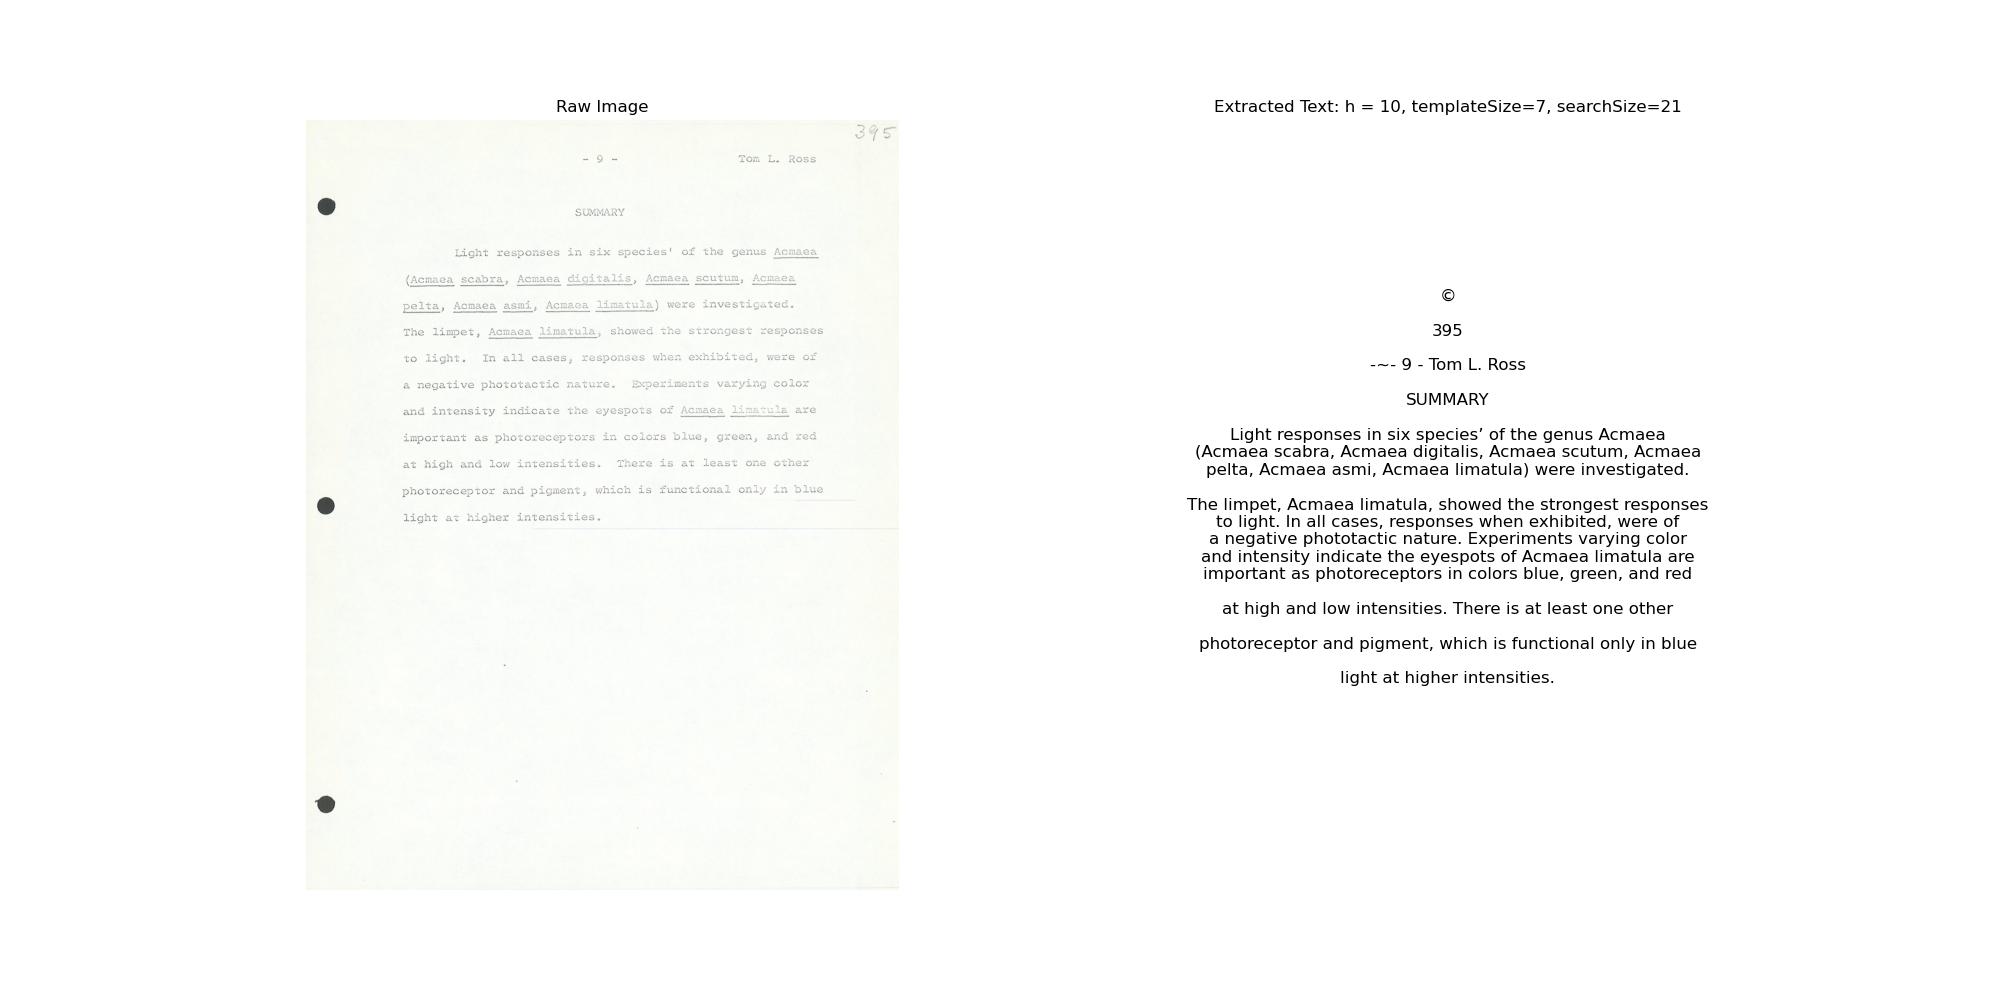 Raw Image
395
- 9 -
Tom L. Ross
SUMMARY
Light responses in six species' of the genus Acmaea
(Acmaea scabra, Acmaea digitalis, Acmaea scutum, Acmaea
pelta, Acmaea asmi, Acmaea limatula) were investigated.
The limpet, Acmaea limatula, showed the strongest responses
to light. In all cases, responses when exhibited, were of
a negative phototactic nature. Experiments varying color
and intensity indicate the eyespots of Acmaea limatula are
important as photoreceptors in colors blue, green, and red
at high and low intensities. There is at least one other
photoreceptor and pigment, which is functional only in blue
light at higher intensities.
Extracted Text: h = 10, templateSize=7, searchSize=21
©
395
-~- 9 - Tom L. Ross
SUMMARY
Light responses in six species’ of the genus Acmaea
(Acmaea scabra, Acmaea digitalis, Acmaea scutum, Acmaea
pelta, Acmaea asmi, Acmaea limatula) were investigated.
The limpet, Acmaea limatula, showed the strongest responses
to light. In all cases, responses when exhibited, were of
a negative phototactic nature. Experiments varying color
and intensity indicate the eyespots of Acmaea limatula are
important as photoreceptors in colors blue, green, and red
at high and low intensities. There is at least one other
photoreceptor and pigment, which is functional only in blue
light at higher intensities.